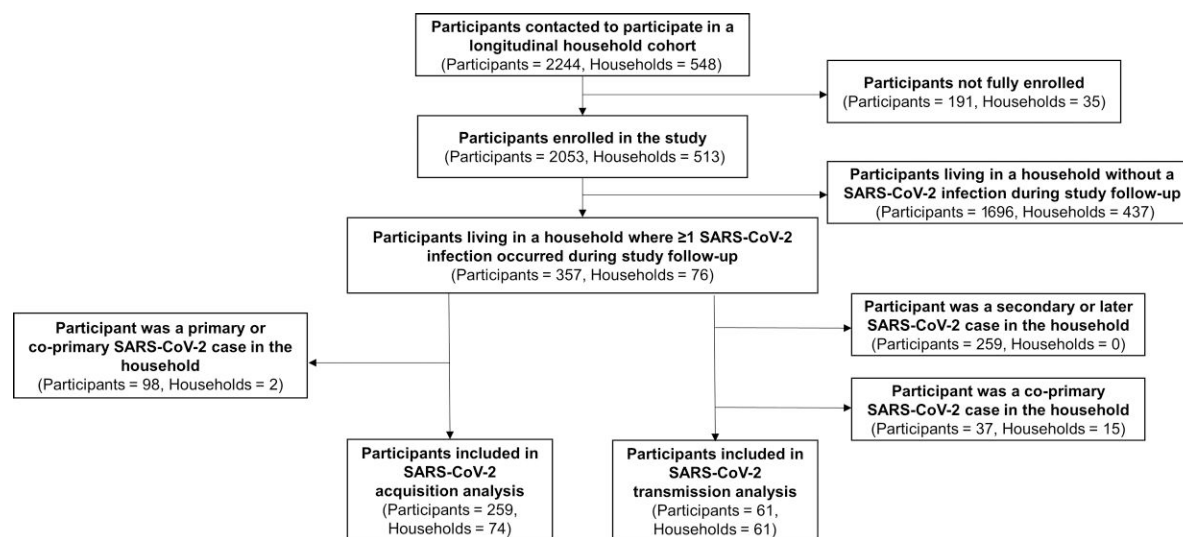 Participants contacted to participate in a
longitudinal household cohort
(Participants = 2244, Households = 548)
Participants not fully enrolled
(Participants = 191, Households = 35)
Participants enrolled in the study
(Participants = 2053, Households = 513)
Participants living in a household without a
SARS-CoV-2 infection during study follow-up
(Participants = 1696, Households = 437)
Participants living in a household where ≥1 SARS-CoV-2
infection occurred during study follow-up
(Participants = 357, Households = 76)
Participant was a primary or
co-primary SARS-CoV-2 case in the
household
(Participants = 98, Households = 2)
Participant was a secondary or later
SARS-CoV-2 case in the household
(Participants = 259, Households = 0)
Participant was a co-primary
SARS-CoV-2 case in the household
(Participants = 37, Households = 15)
Participants included in
SARS-CoV-2
acquisition analysis
(Participants = 259,
Households = 74)
Participants included in
SARS-CoV-2
transmission analysis
(Participants = 61,
Households = 61)